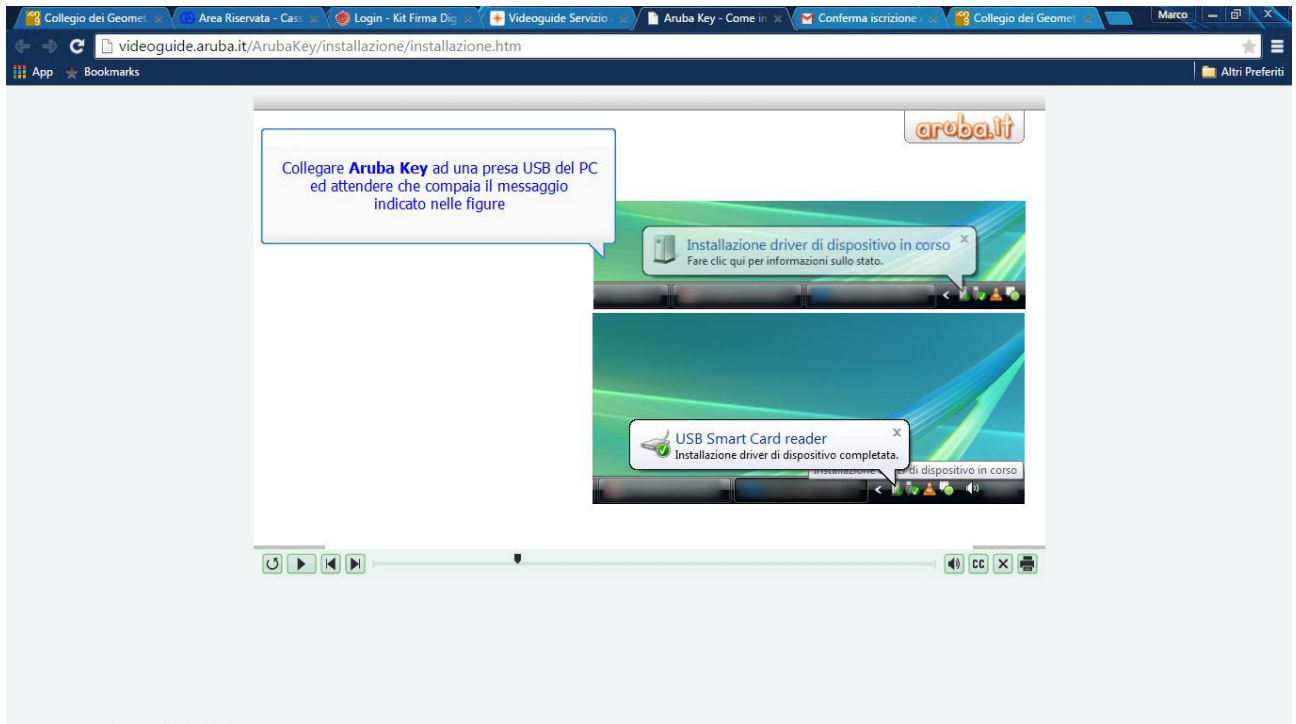 Collegio dei Geomet
Area Riservata - Cass
Login - Kit Firma Dig
Videoguide Servizio
Aruba Key - Come in
Conferma iscrizione
Collegio dei Geomet
Marco
videoguide.aruba.it/ArubaKey/installazione/installazione.htm
App
Bookmarks
Altri Preferiti
aruba.it
Collegare Aruba Key ad una presa USB del PC
ed attendere che compaia il messaggio
indicato nelle figure
Installazione driver di dispositivo in corso
Fare clic qui per informazioni sullo stato.
USB Smart Card reader
Installazione driver di dispositivo completata.
di dispositivo in corso
CC